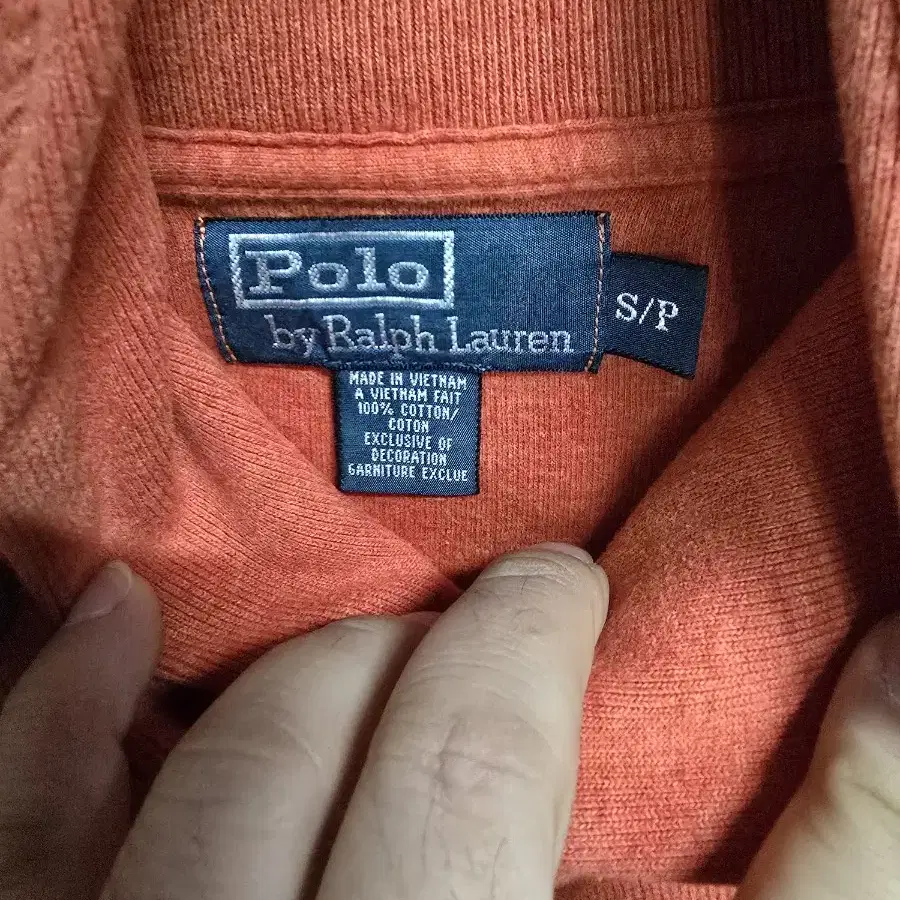 Polo
by Ralph Lauren
S/P
MADE IN VIETNAM
A VIETNAM FAIT
100% COTTON/
COTON
EXCLUSIVE OF
DECORATION
GARNITURE EXCLUE